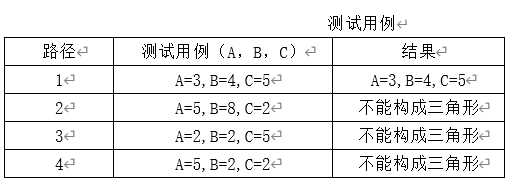 测试用例
路径 测试用例（A，B，C） 结果
1 A=3,B=4,C=5 A=3,B=4,C=5
2 A=5,B=8,C=2 不能构成三角形
3 A=2,B=2,C=5 不能构成三角形
4 A=5,B=2,C=2 不能构成三角形